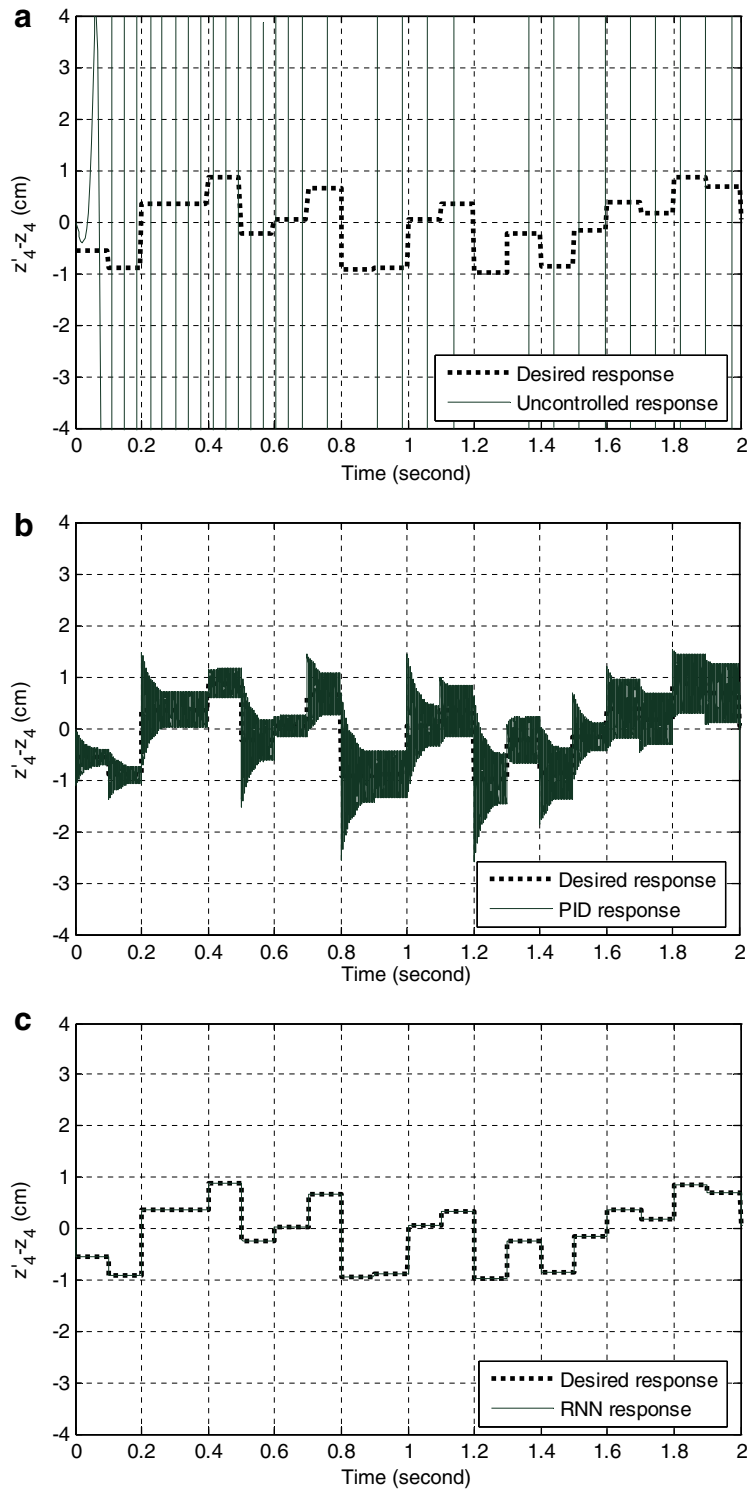 a
4
3
2
1
0
-1
-2
-3
-4
z'4-z4 (cm)
Desired response
Uncontrolled response
0 0.2 0.4 0.6 0.8 1 1.2 1.4 1.6 1.8 2
Time (second)
b
4
3
2
1
0
-1
-2
-3
-4
z'4-z4 (cm)
Desired response
PID response
0 0.2 0.4 0.6 0.8 1 1.2 1.4 1.6 1.8 2
Time (second)
c
4
3
2
1
0
-1
-2
-3
-4
z'4-z4 (cm)
Desired response
RNN response
0 0.2 0.4 0.6 0.8 1 1.2 1.4 1.6 1.8 2
Time (second)